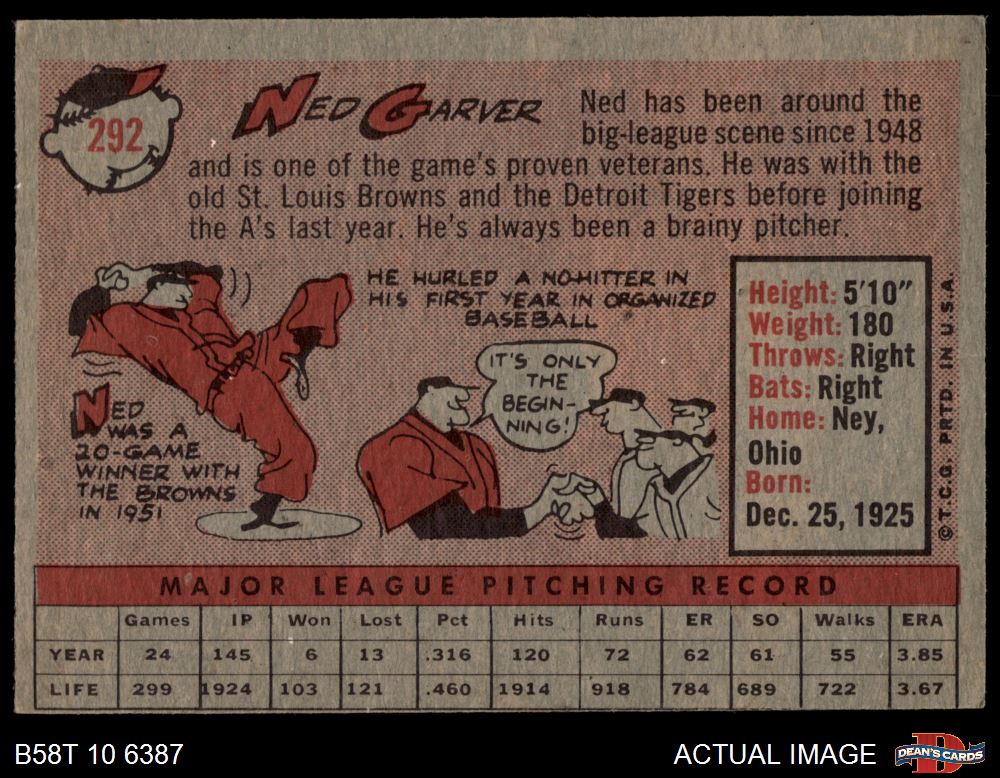 292
NED GARVER
Ned has been around the
big-league scene since 1948
and is one of the game's proven veterans. He was with the
old St. Louis Browns and the Detroit Tigers before joining
the A's last year. He's always been a brainy pitcher.
HE HURLED A NO-HITTER IN
HIS FIRST YEAR IN ORGANIZED
BASEBALL
IT'S ONLY
THE
BEGIN-
NING!
NED
WAS A
20-GAME
WINNER WITH
THE BROWNS
IN 1951
Height: 5'10"
Weight: 180
Throws: Right
Bats: Right
Home: Ney,
Ohio
Born:
Dec. 25, 1925
© T.C.G. PRTD. IN U.S.A.
MAJOR LEAGUE PITCHING RECORD
Games IP Won Lost Pct Hits Runs ER SO Walks ERA
YEAR 24 145 6 13 .316 120 72 62 61 55 3.85
LIFE 299 1924 103 121 .460 1914 918 784 689 722 3.67
B58T 10 6387
ACTUAL IMAGE
DEAN'S CARDS